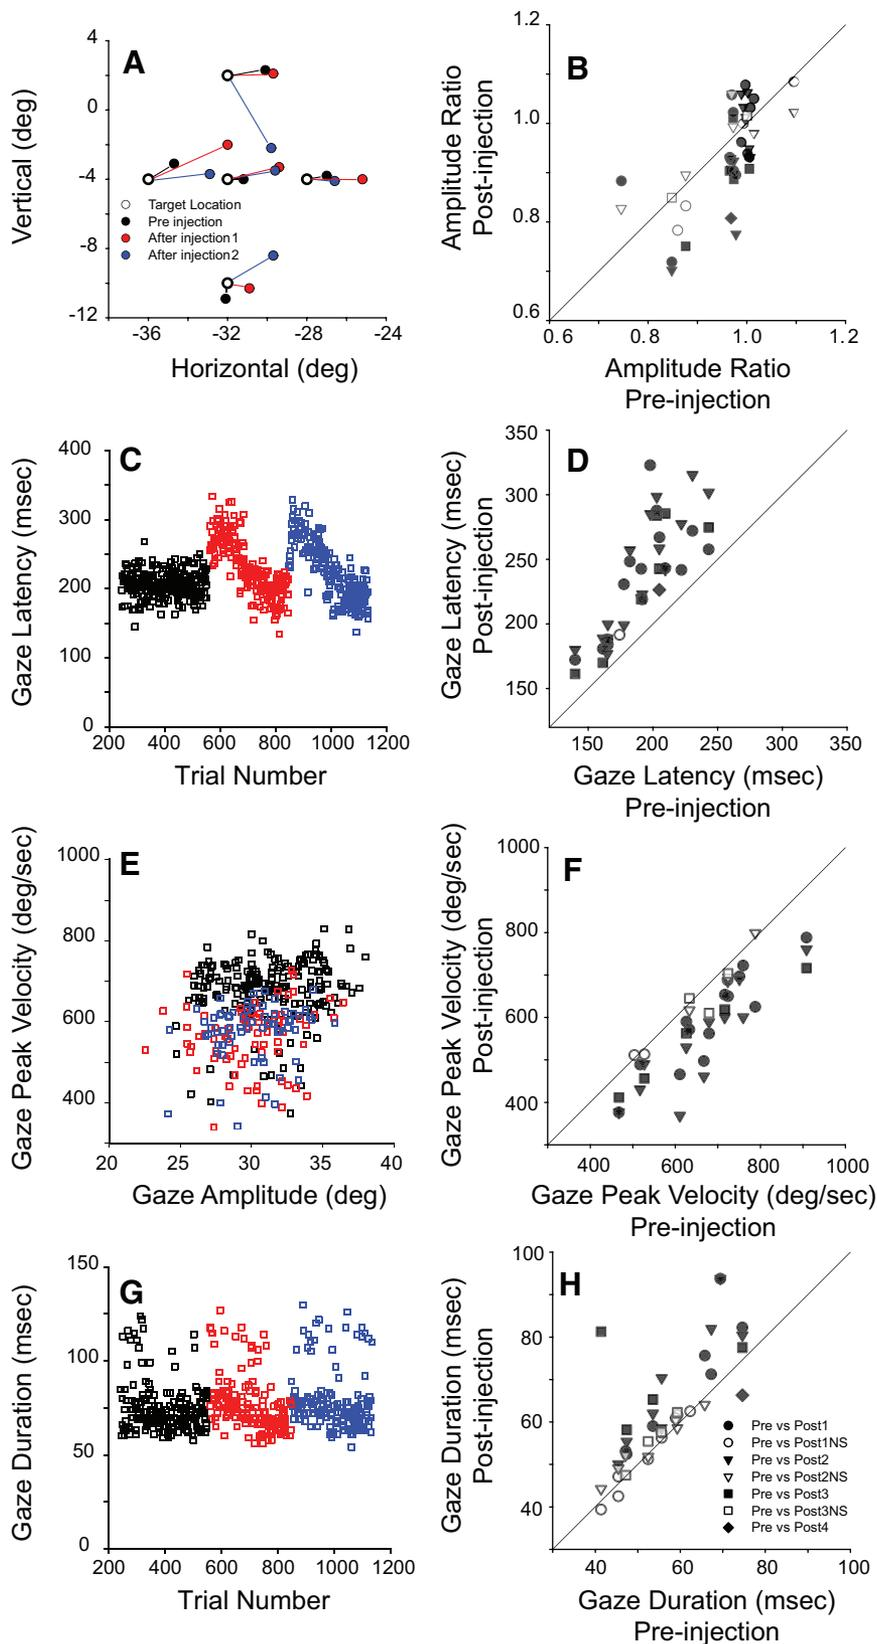 A
Vertical (deg)
4
0
-4
-8
-12
Target Location
Pre injection
After injection1
After injection2
-36 -32 -28 -24
Horizontal (deg)
B
Amplitude Ratio
Post-injection
1.2
1.0
0.8
0.6
0.6 0.8 1.0 1.2
Amplitude Ratio
Pre-injection
C
Gaze Latency (msec)
400
300
200
100
0
200 400 600 800 1000 1200
Trial Number
D
Gaze Latency (msec)
Post-injection
350
300
250
200
150
150 200 250 300 350
Gaze Latency (msec)
Pre-injection
E
Gaze Peak Velocity (deg/sec)
1000
800
600
400
20 25 30 35 40
Gaze Amplitude (deg)
F
Gaze Peak Velocity (deg/sec)
Post-injection
1000
800
600
400
400 600 800 1000
Gaze Peak Velocity (deg/sec)
Pre-injection
G
Gaze Duration (msec)
150
100
50
0
200 400 600 800 1000 1200
Trial Number
H
Gaze Duration (msec)
Post-injection
100
80
60
40
Pre vs Post1
Pre vs Post1NS
Pre vs Post2
Pre vs Post2NS
Pre vs Post3
Pre vs Post3NS
Pre vs Post4
40 60 80 100
Gaze Duration (msec)
Pre-injection